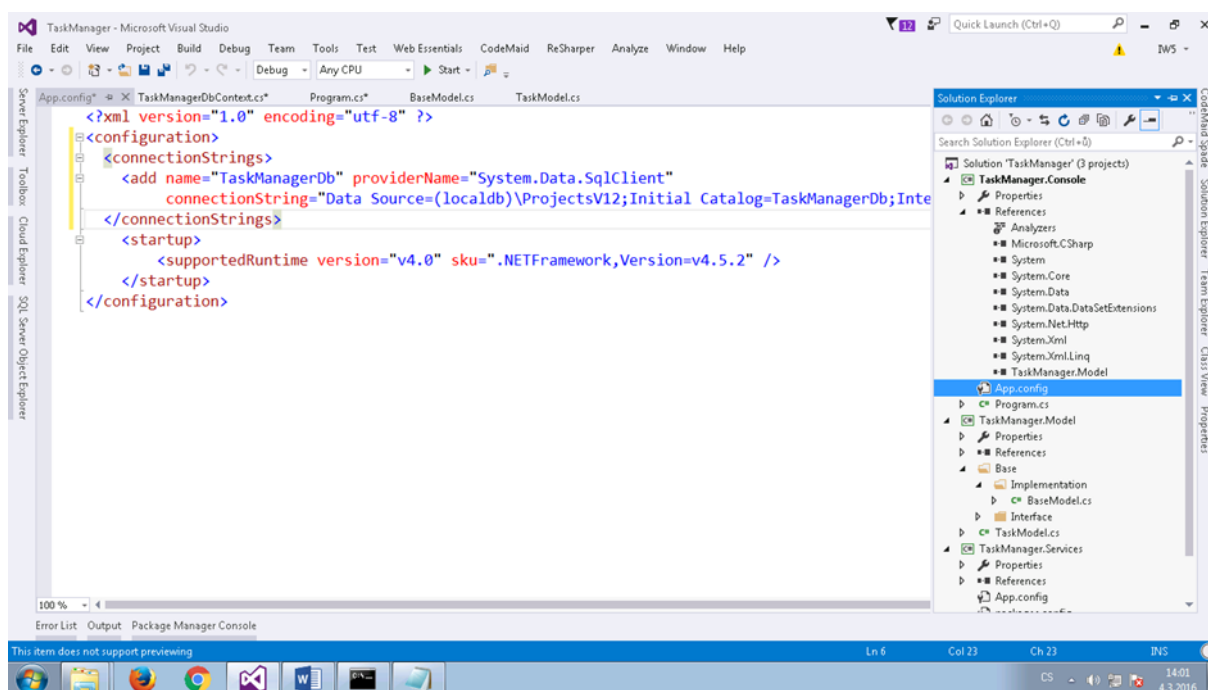 TaskManager - Microsoft Visual Studio
12
Quick Launch (Ctrl+Q)
File Edit View Project Build Debug Team Tools Test Web Essentials CodeMaid ReSharper Analyze Window Help
IW5
Debug Any CPU Start
App.config* TaskManagerDbContext.cs* Program.cs* BaseModel.cs TaskModel.cs
Server Explorer
Toolbox
Cloud Explorer
SQL Server Object Explorer
<?xml version="1.0" encoding="utf-8" ?>
<configuration>
<connectionStrings>
<add name="TaskManagerDb" providerName="System.Data.SqlClient"
connectionString="Data Source=(localdb)\ProjectsV12;Initial Catalog=TaskManagerDb;Inte
</connectionStrings>
<startup>
<supportedRuntime version="v4.0" sku=".NETFramework,Version=v4.5.2" />
</startup>
</configuration>
100 %
Solution Explorer
Search Solution Explorer (Ctrl+ů)
Solution 'TaskManager' (3 projects)
TaskManager.Console
Properties
References
Analyzers
Microsoft.CSharp
System
System.Core
System.Data
System.Data.DataSetExtensions
System.Net.Http
System.Xml
System.Xml.Linq
TaskManager.Model
App.config
C# Program.cs
C# TaskManager.Model
Properties
References
Base
Implementation
C# BaseModel.cs
Interface
C# TaskModel.cs
C# TaskManager.Services
Properties
References
App.config
packages.config
CodeMaid Spade
Solution Explorer
Team Explorer
Class View
Properties
Error List Output Package Manager Console
This item does not support previewing
Ln 6 Col 23 Ch 23 INS
CS
14:01
4.3.2016